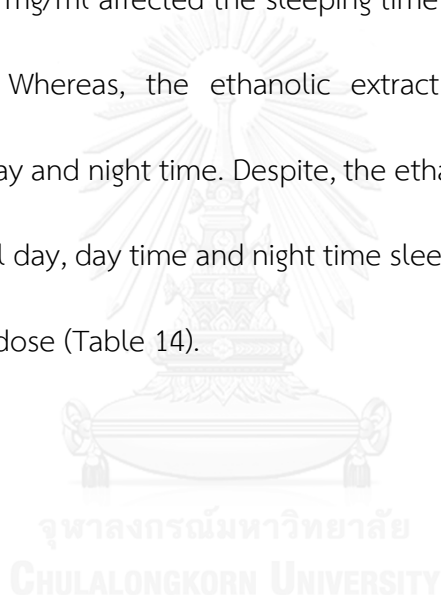 mg/ml affected the sleeping time
Whereas, the ethanolic extract
ay and night time. Despite, the etha
l day, day time and night time slee
dose (Table 14).
จุฬาลงกรณ์มหาวิทยาลัย
CHULALONGKORN UNIVERSITY